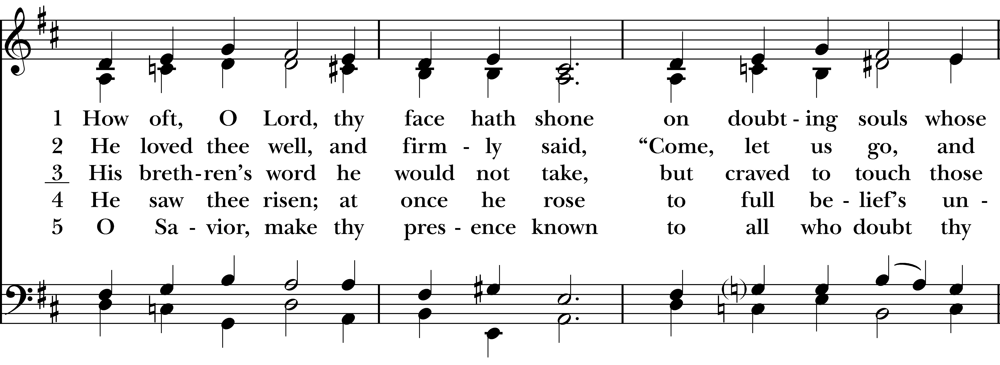 1 How oft, O Lord, thy face hath shone on doubt - ing souls whose
2 He loved thee well, and firm - ly said, “Come, let us go, and
3 His breth - ren’s word he would not take, but craved to touch those
4 He saw thee risen; at once he rose to full be - lief’s un -
5 O Sa - vior, make thy pres - ence known to all who doubt thy